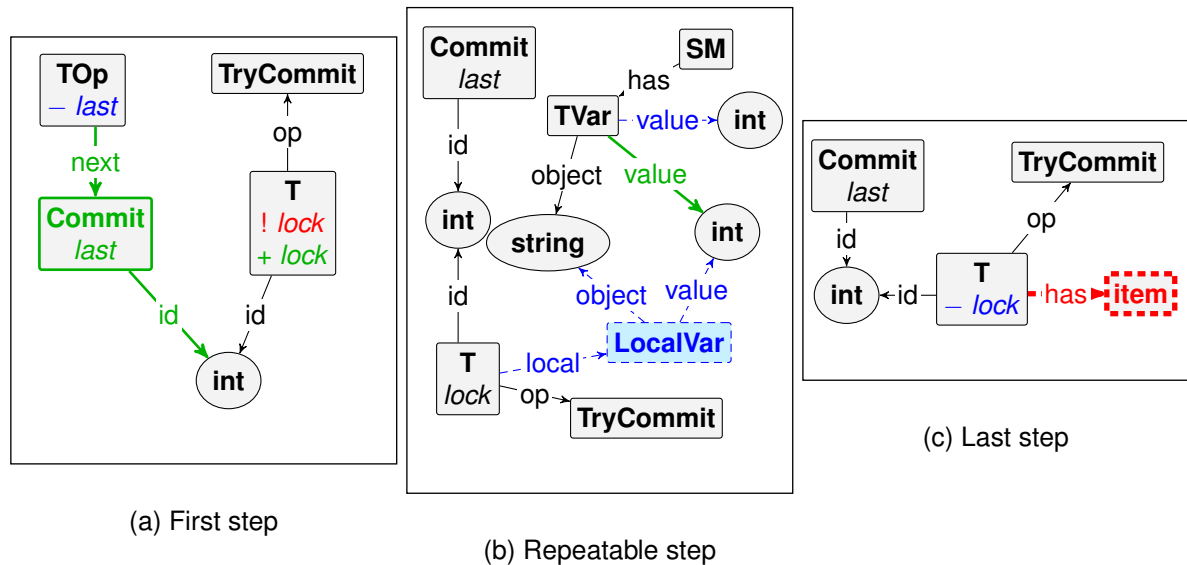 TOp
− last
next
Commit
last
id
TryCommit
op
T
! lock
+ lock
id
int
(a) First step
Commit
last
id
int
id
T
lock
SM
has
TVar
value
int
object
value
string
int
object
value
LocalVar
local
op
TryCommit
(b) Repeatable step
Commit
last
id
int
TryCommit
op
T
− lock
id
has
item
(c) Last step